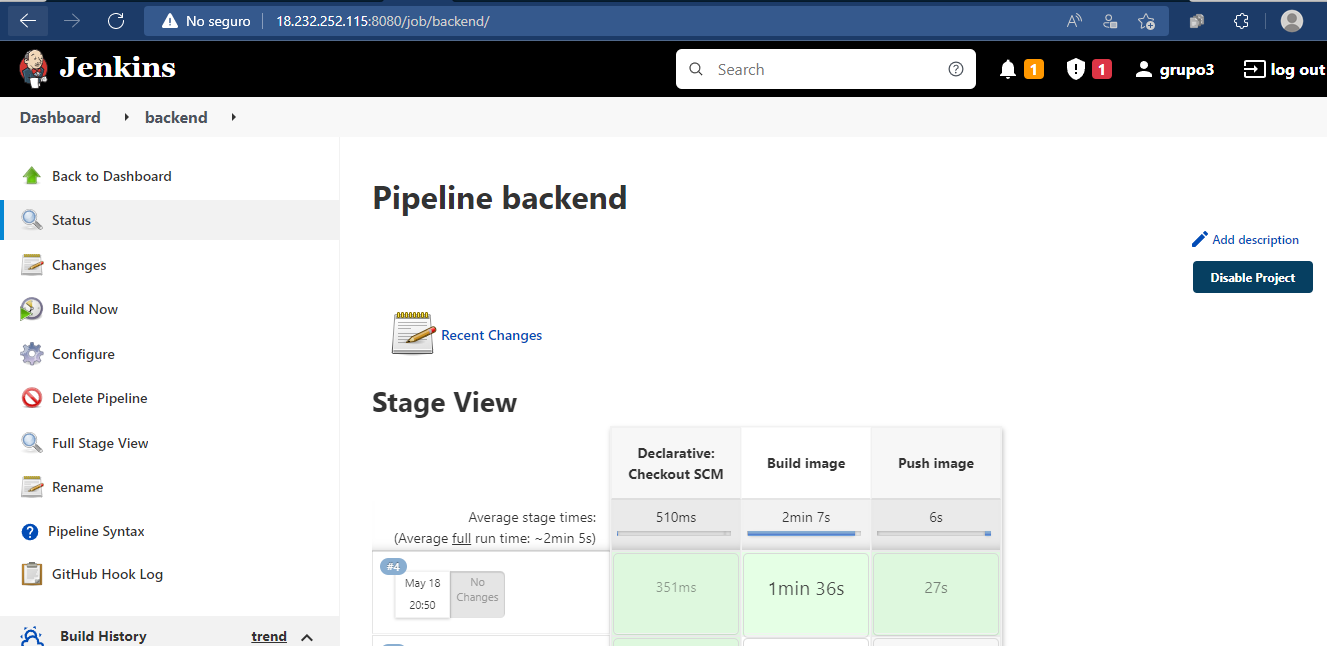 No seguro
18.232.252.115:8080/job/backend/
Jenkins
Search
1
1
grupo3
log out
Dashboard
backend
Back to Dashboard
Status
Changes
Build Now
Configure
Delete Pipeline
Full Stage View
Rename
Pipeline Syntax
GitHub Hook Log
Build History
trend
Pipeline backend
Add description
Disable Project
Recent Changes
Stage View
Declarative:
Checkout SCM
Build image
Push image
Average stage times:
(Average full run time: ~2min 5s)
510ms
2min 7s
6s
#4
May 18
20:50
No
Changes
351ms
1min 36s
27s